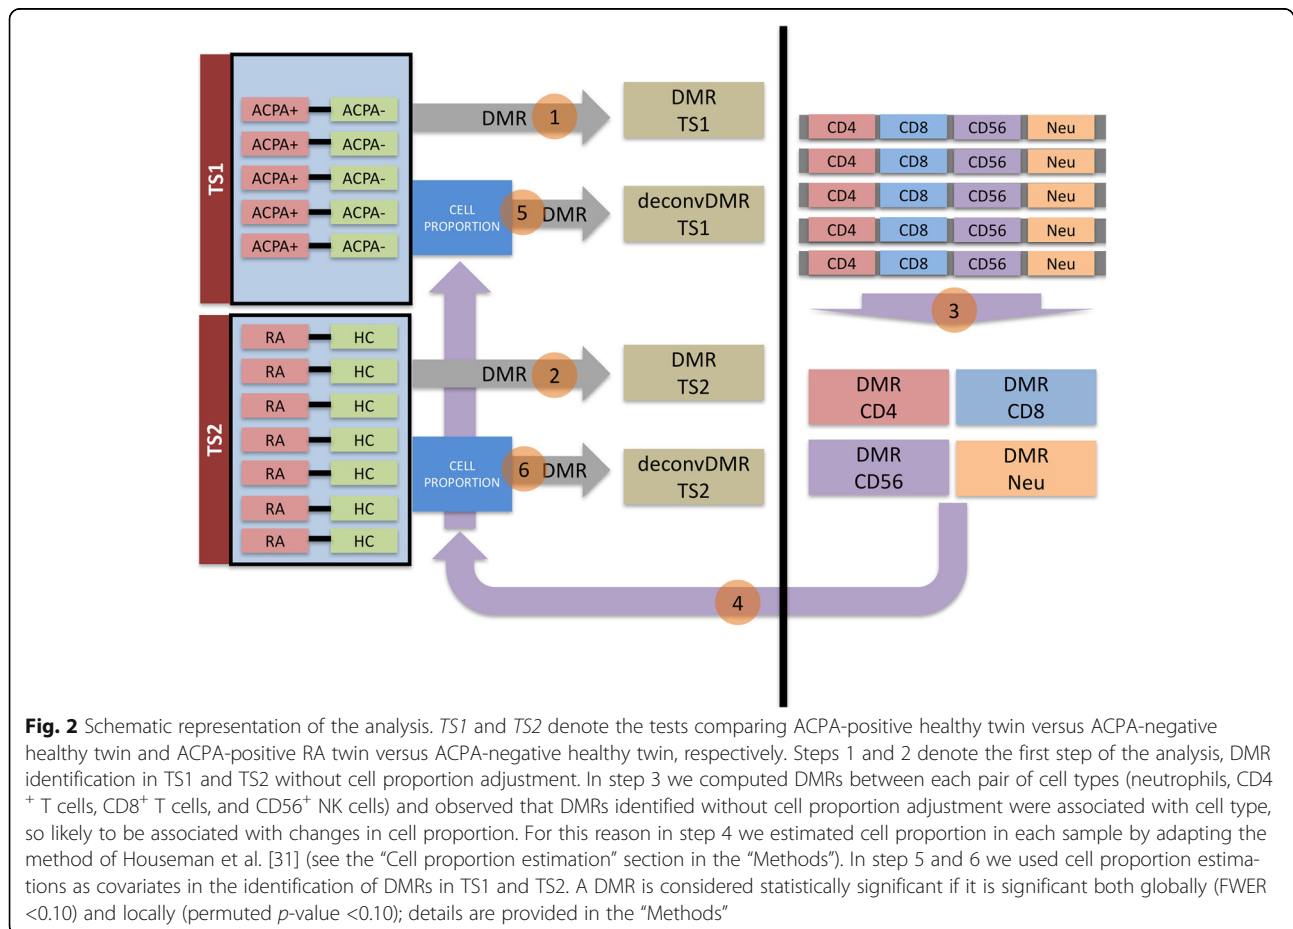 TS1
ACPA+ ACPA-
ACPA+ ACPA-
ACPA+ ACPA-
ACPA+ ACPA-
ACPA+ ACPA-
DMR 1
DMR
TS1
CELL
PROPORTION
5 DMR
deconvDMR
TS1
TS2
RA HC
RA HC
RA HC
RA HC
RA HC
RA HC
RA HC
DMR 2
DMR
TS2
CELL
PROPORTION
6 DMR
deconvDMR
TS2
CD4 CD8 CD56 Neu
CD4 CD8 CD56 Neu
CD4 CD8 CD56 Neu
CD4 CD8 CD56 Neu
CD4 CD8 CD56 Neu
3
DMR
CD4
DMR
CD8
DMR
CD56
DMR
Neu
4
Fig. 2 Schematic representation of the analysis. TS1 and TS2 denote the tests comparing ACPA-positive healthy twin versus ACPA-negative
healthy twin and ACPA-positive RA twin versus ACPA-negative healthy twin, respectively. Steps 1 and 2 denote the first step of the analysis, DMR
identification in TS1 and TS2 without cell proportion adjustment. In step 3 we computed DMRs between each pair of cell types (neutrophils, CD4
⁺ T cells, CD8⁺ T cells, and CD56⁺ NK cells) and observed that DMRs identified without cell proportion adjustment were associated with cell type,
so likely to be associated with changes in cell proportion. For this reason in step 4 we estimated cell proportion in each sample by adapting the
method of Houseman et al. [31] (see the “Cell proportion estimation” section in the “Methods”). In step 5 and 6 we used cell proportion estima-
tions as covariates in the identification of DMRs in TS1 and TS2. A DMR is considered statistically significant if it is significant both globally (FWER
<0.10) and locally (permuted p-value <0.10); details are provided in the “Methods”